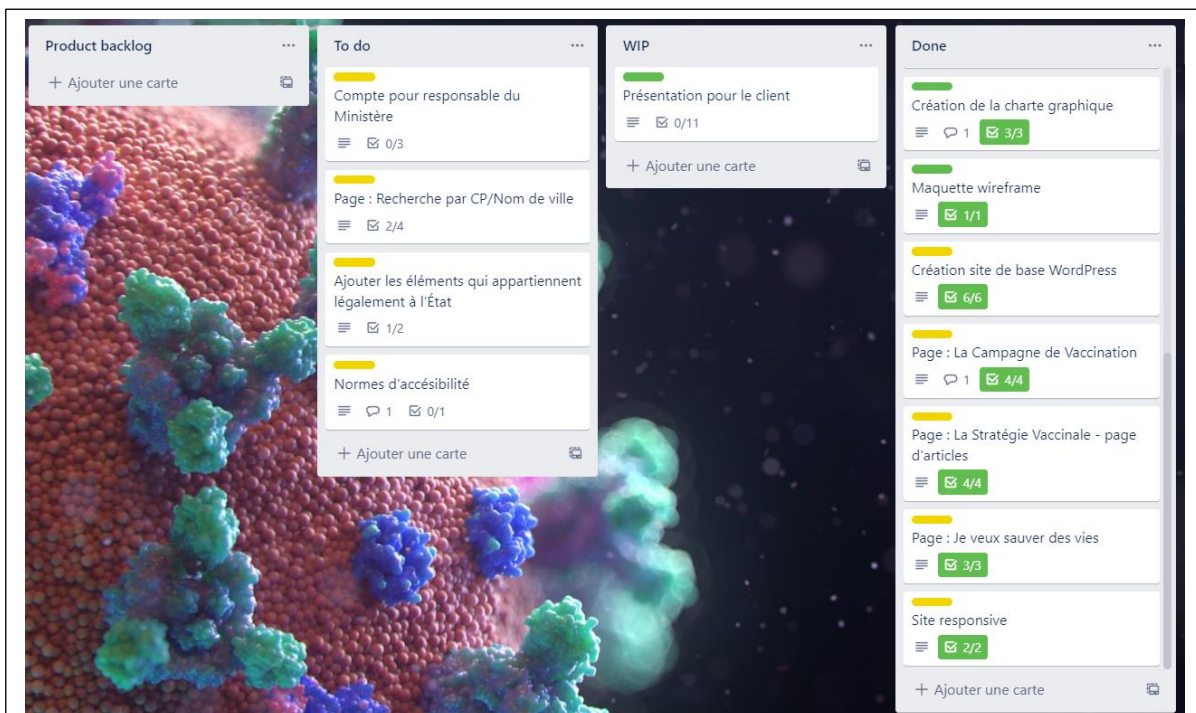 Product backlog
+ Ajouter une carte
To do
Compte pour responsable du
Ministère
0/3
Page : Recherche par CP/Nom de ville
2/4
Ajouter les éléments qui appartiennent
légalement à l'État
1/2
Normes d'accésibilité
1 0/1
+ Ajouter une carte
WIP
Présentation pour le client
0/11
+ Ajouter une carte
Done
Création de la charte graphique
1 3/3
Maquette wireframe
1/1
Création site de base WordPress
6/6
Page : La Campagne de Vaccination
1 4/4
Page : La Stratégie Vaccinale - page
d'articles
4/4
Page : Je veux sauver des vies
3/3
Site responsive
2/2
+ Ajouter une carte